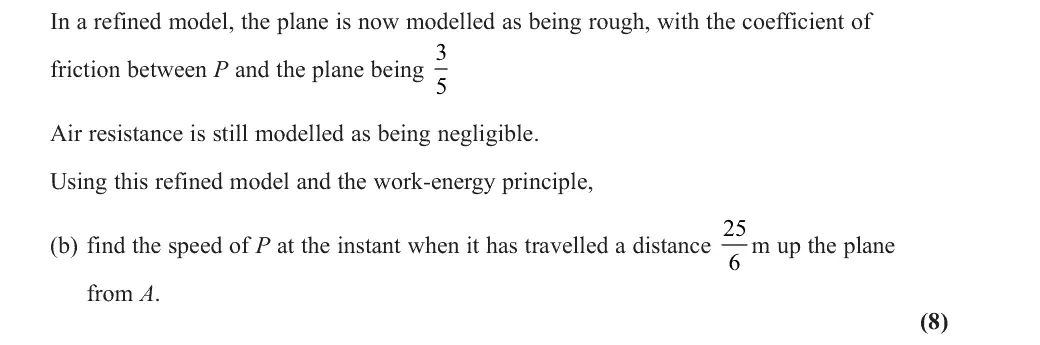 In a refined model, the plane is now modelled as being rough, with the coefficient of
friction between P and the plane being 3/5
Air resistance is still modelled as being negligible.
Using this refined model and the work-energy principle,
(b) find the speed of P at the instant when it has travelled a distance 25/6 m up the plane
from A.
(8)